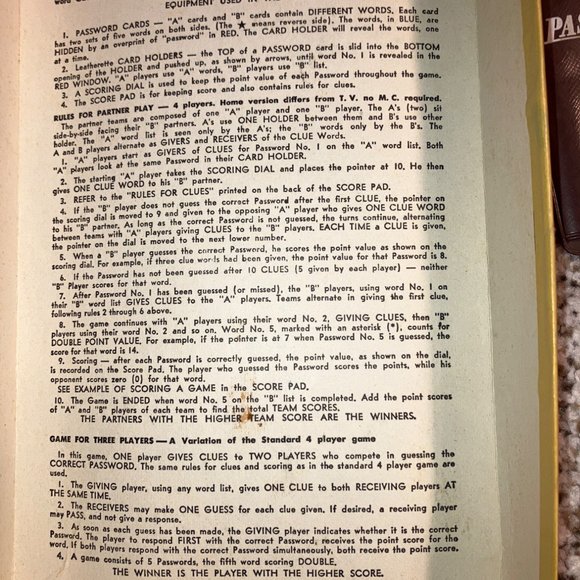 EQUIPMENT USED IN
1. PASSWORD CARDS — "A" cards and "B" cards contain DIFFERENT WORDS. Each card
has two sets of five words on both sides. (The ★ means reverse side). The words, in BLUE, are
HIDDEN by an overprint of "password" in RED. The CARD HOLDER will reveal the words, one
at a time.
2. Leatherette CARD HOLDERS — the TOP of a PASSWORD card is slid into the BOTTOM
opening of the HOLDER and pushed up, as shown by arrows, until word No. 1 is revealed in the
RED WINDOW. "A" players use "A" words, "B" players use "B" list.
3. A SCORING DIAL is used to keep the point value of each Password throughout the game.
4. The SCORE PAD is for keeping score and also contains rules for clues.
RULES FOR PARTNER PLAY — 4 players. Home version differs from T. V. no M. C. required.
The partner teams are composed of one "A" player and one "B" player. The A's (two) sit
side-by-side facing their "B" partners. A's use ONE HOLDER between them and B's use other
holder. The "A" word list is seen only by the A's; the "B" words only by the B's. The
A and B players alternate as GIVERS and RECEIVERS of the CLUE Words.
1. "A" players start as GIVERS of CLUES for Password No. 1 on the "A" word list. Both
"A" players look at the same Password in their CARD HOLDER.
2. The starting "A" player takes the SCORING DIAL and places the pointer at 10. He then
gives ONE CLUE WORD to his "B" partner.
3. REFER to the "RULES FOR CLUES" printed on the back of the SCORE PAD.
4. If the "B" player does not guess the correct Password after the first CLUE, the pointer on
the scoring dial is moved to 9 and given to the opposing "A" player who gives ONE CLUE WORD
to his "B" partner. As long as the correct Password is not guessed, the turns continue, alternating
between teams with "A" players giving CLUES to the "B" players. EACH TIME a CLUE is given,
the pointer on the dial is moved to the next lower number.
5. When a "B" player guesses the correct Password, he scores the point value as shown on the
scoring dial. For example, if three clue words had been given, the point value for that Password is 8.
6. If the Password has not been guessed after 10 CLUES (5 given by each player) — neither
"B" Player scores for that word.
7. After Password No. 1 has been guessed (or missed), the "B" players, using word No. 1 on
their "B" word list GIVES CLUES to the "A" players. Teams alternate in giving the first clue,
following rules 2 through 6 above.
8. The game continues with "A" players using their word No. 2, GIVING CLUES, then "B"
players using their word No. 2 and so on. Word No. 5, marked with an asterisk (*), counts for
DOUBLE POINT VALUE. For example, if the pointer is at 7 when Password No. 5 is guessed, the
score for that word is 14.
9. Scoring — after each Password is correctly guessed, the point value, as shown on the dial,
is recorded on the Score Pad. The player who guessed the Password scores the points, while his
opponent scores zero (0) for that word.
SEE EXAMPLE OF SCORING A GAME in the SCORE PAD.
10. The Game is ENDED when word No. 5 on the "B" list is completed. Add the point scores
of "A" and "B" players of each team to find the total TEAM SCORES.
THE PARTNERS WITH THE HIGHER TEAM SCORE ARE THE WINNERS.
GAME FOR THREE PLAYERS — A Variation of the Standard 4 player game
In this game, ONE player GIVES CLUES to TWO PLAYERS who compete in guessing the
CORRECT PASSWORD. The same rules for clues and scoring as in the standard 4 player game are
used.
1. The GIVING player, using any word list, gives ONE CLUE to both RECEIVING players AT
THE SAME TIME.
2. The RECEIVERS may make ONE GUESS for each clue given. If desired, a receiving player
may PASS, and not give a response.
3. As soon as each guess has been made, the GIVING player indicates whether it is the correct
Password. The player to respond FIRST with the correct Password, receives the point score for the
word. If both players respond with the correct Password simultaneously, both receive the point score.
4. A game consists of 5 Passwords, the fifth word scoring DOUBLE.
THE WINNER IS THE PLAYER WITH THE HIGHER SCORE.
PAS